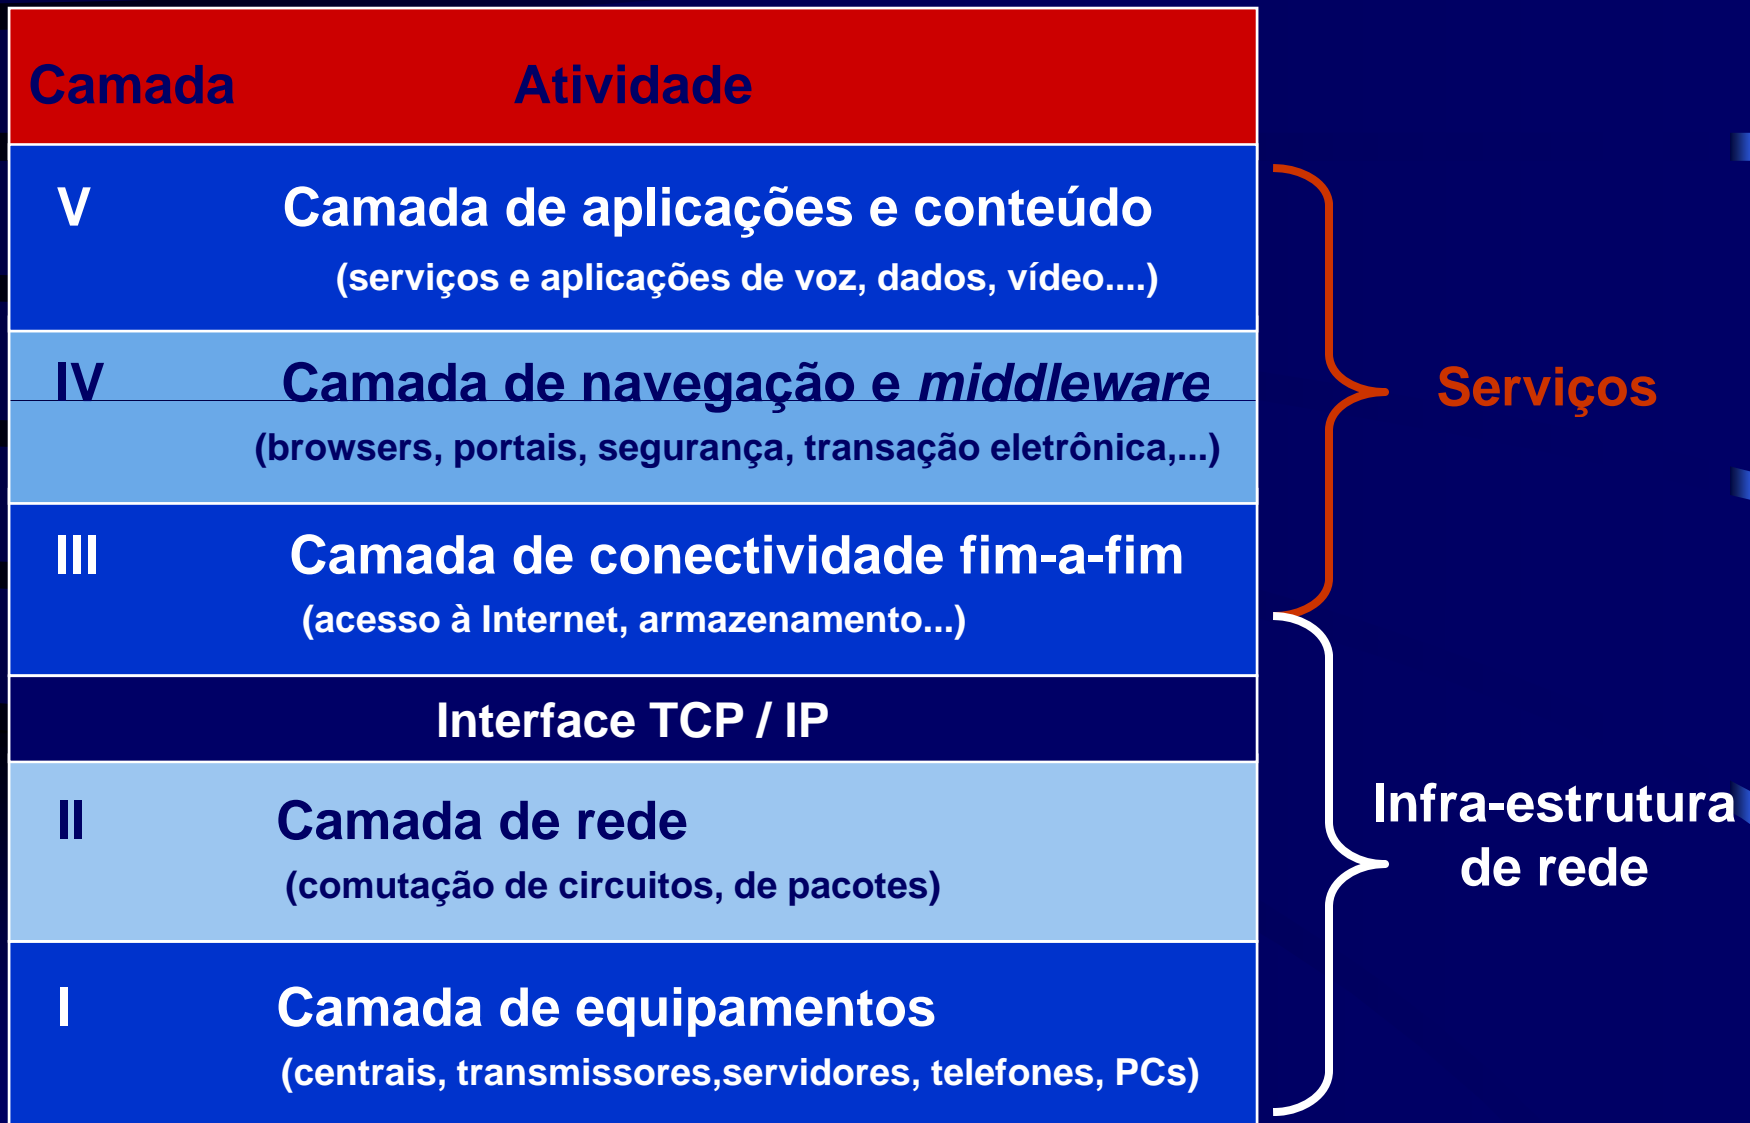 Camada Atividade
V Camada de aplicações e conteúdo
(serviços e aplicações de voz, dados, vídeo....)
IV Camada de navegação e middleware
(browsers, portais, segurança, transação eletrônica,...)
Serviços
III Camada de conectividade fim-a-fim
(acesso à Internet, armazenamento...)
Interface TCP / IP
II Camada de rede
(comutação de circuitos, de pacotes)
Infra-estrutura
de rede
I Camada de equipamentos
(centrais, transmissores,servidores, telefones, PCs)